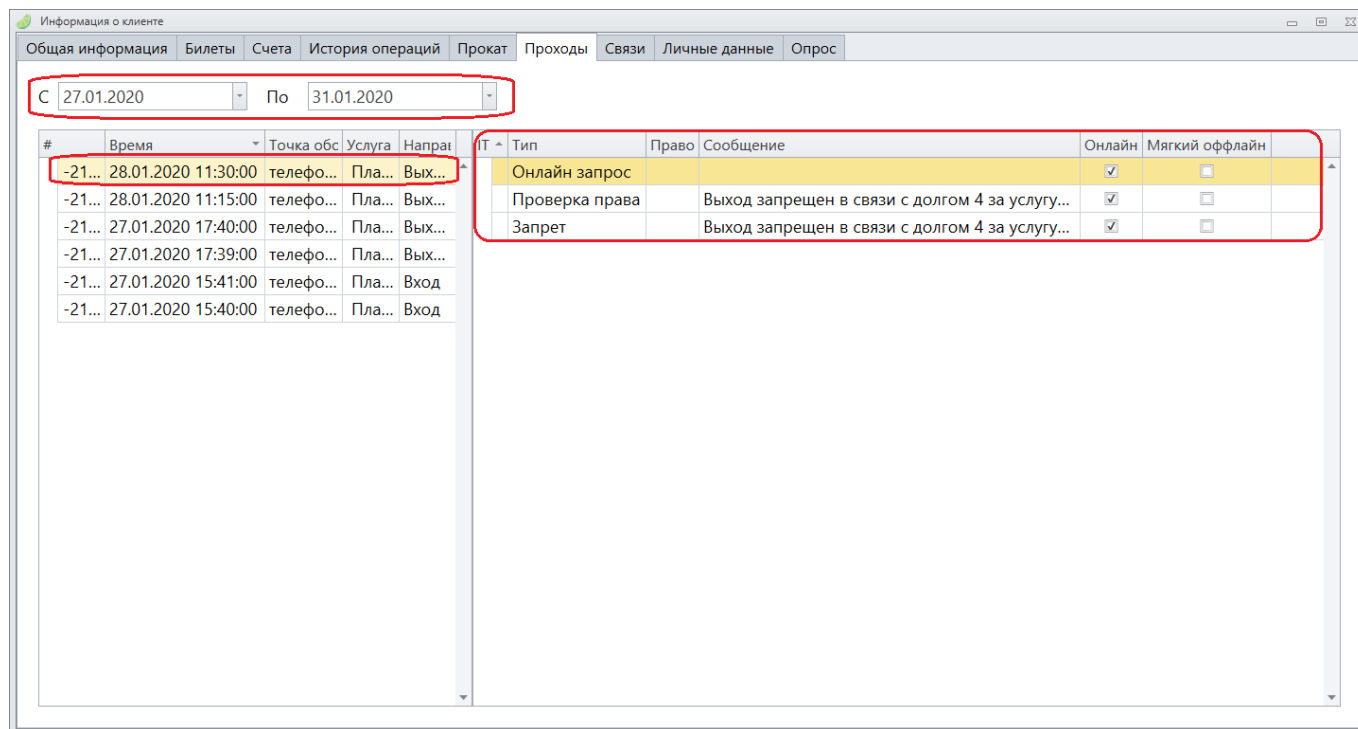 Информация о клиенте
Общая информация Билеты Счета История операций Прокат Проходы Связи Личные данные Опрос
С 27.01.2020 По 31.01.2020
# Время Точка обс Услуга Направ IT Тип Право Сообщение Онлайн Мягкий оффлайн
-21... 28.01.2020 11:30:00 телефо... Пла... Вых... Онлайн запрос
-21... 28.01.2020 11:15:00 телефо... Пла... Вых... Проверка права Выход запрещен в связи с долгом 4 за услугу...
-21... 27.01.2020 17:40:00 телефо... Пла... Вых... Запрет Выход запрещен в связи с долгом 4 за услугу...
-21... 27.01.2020 17:39:00 телефо... Пла... Вых...
-21... 27.01.2020 15:41:00 телефо... Пла... Вход
-21... 27.01.2020 15:40:00 телефо... Пла... Вход